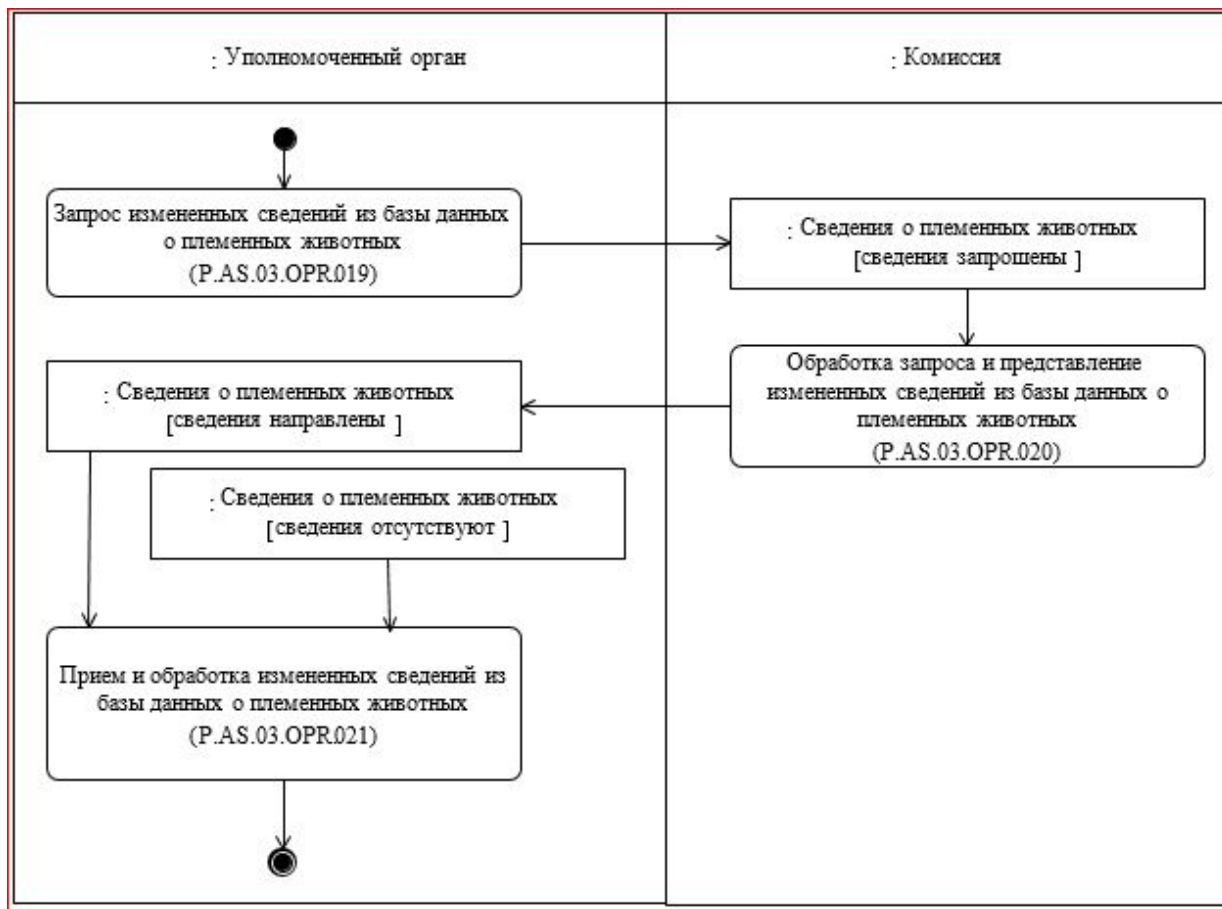 : Уполномоченный орган
: Комиссия
Запрос измененных сведений из базы данных
о племенных животных
(P.AS.03.OPR.019)
: Сведения о племенных животных
[сведения запрошены ]
Обработка запроса и представление
измененных сведений из базы данных о
племенных животных
(P.AS.03.OPR.020)
: Сведения о племенных животных
[сведения направлены ]
: Сведения о племенных животных
[сведения отсутствуют ]
Прием и обработка измененных сведений из
базы данных о племенных животных
(P.AS.03.OPR.021)